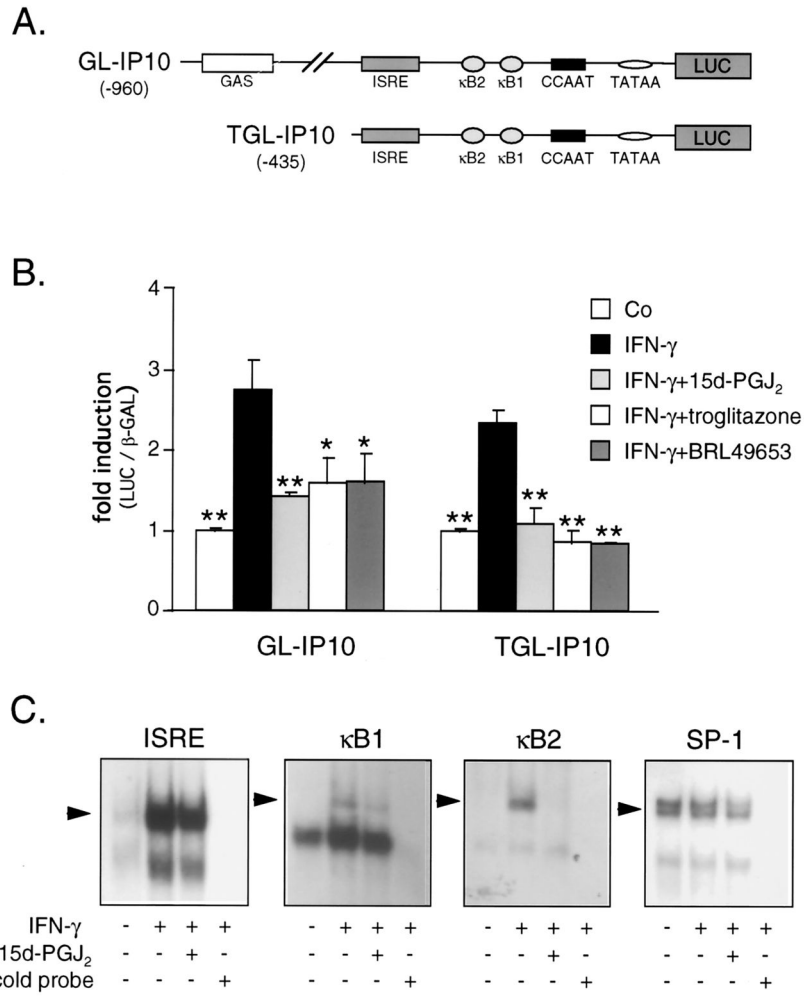 A.
GL-IP10
(-960)
GAS
ISRE
κB2 κB1 CCAAT TATAA
LUC
TGL-IP10
(-435)
ISRE
κB2 κB1 CCAAT TATAA
LUC
B.
fold induction
(LUC / β-GAL)
4
3
2
1
0
** ** * *
** ** ** **
GL-IP10 TGL-IP10
Co
IFN-γ
IFN-γ+15d-PGJ2
IFN-γ+troglitazone
IFN-γ+BRL49653
C.
ISRE κB1 κB2 SP-1
IFN-γ - + + + - + + + - + + + - + + +
15d-PGJ2 - - + - - - + - - - + - - - + -
cold probe - - - + - - - + - - - + - - - +